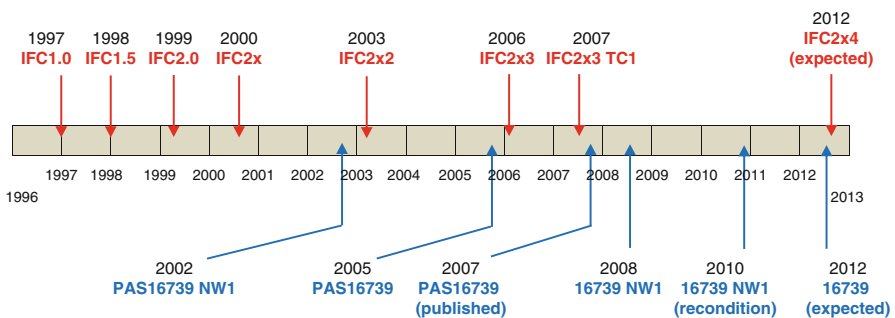 1997
IFC1.0
1998
IFC1.5
1999
IFC2.0
2000
IFC2x
2003
IFC2x2
2006
IFC2x3
2007
IFC2x3 TC1
2012
IFC2x4
(expected)
1996
1997
1998
1999
2000
2001
2002
2003
2004
2005
2006
2007
2008
2009
2010
2011
2012
2013
2002
PAS16739 NW1
2005
PAS16739
2007
PAS16739
(published)
2008
16739 NW1
2010
16739 NW1
(recondition)
2012
16739
(expected)